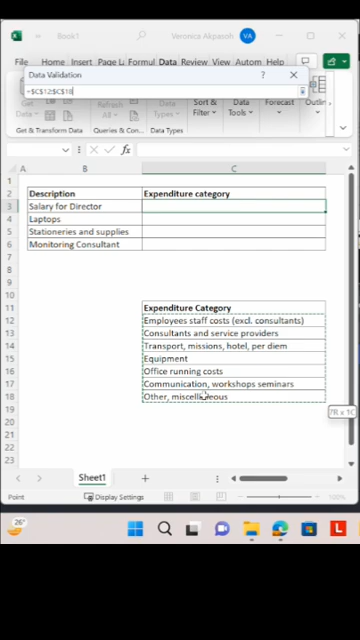 Book1
Veronica Akpasoh VA
File Home Insert Page L Formul Data Review View Autom Help
Data Validation ? ×
=$C$12:$C$18
Get Data
Refresh All
Sort & Filter
Data Tools
Forecast
Outline
Get & Transform Data Queries & Con... Data Types
fx
A B C
1
2 Description Expenditure category
3 Salary for Director
4 Laptops
5 Stationeries and supplies
6 Monitoring Consultant
7
8
9
10
11 Expenditure Category
12 Employees staff costs (excl. consultants)
13 Consultants and service providers
14 Transport, missions, hotel, per diem
15 Equipment
16 Office running costs
17 Communication, workshops seminars
18 Other, miscellaneous
19 7R x 1C
20
21
22
23
Sheet1
Point Display Settings 100%
26°